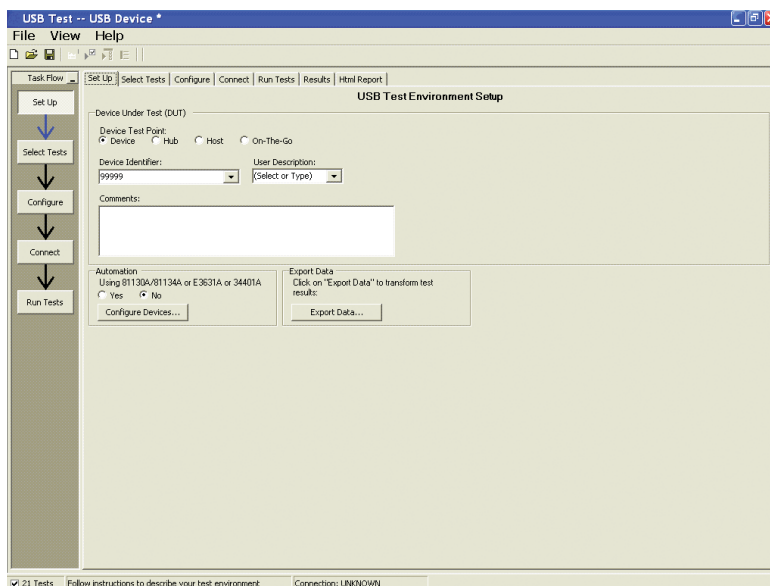 USB Test -- USB Device *
File View Help
Task Flow
Set Up
Select Tests
Configure
Connect
Run Tests
Set Up Select Tests Configure Connect Run Tests Results Html Report
USB Test Environment Setup
Device Under Test (DUT)
Device Test Point:
Device Hub Host On-The-Go
Device Identifier: User Description:
99999 (Select or Type)
Comments:
Automation
Using 81130A/81134A or E3631A or 34401A
Yes No
Configure Devices...
Export Data
Click on "Export Data" to transform test
results:
Export Data...
21 Tests Follow instructions to describe your test environment Connection: UNKNOWN